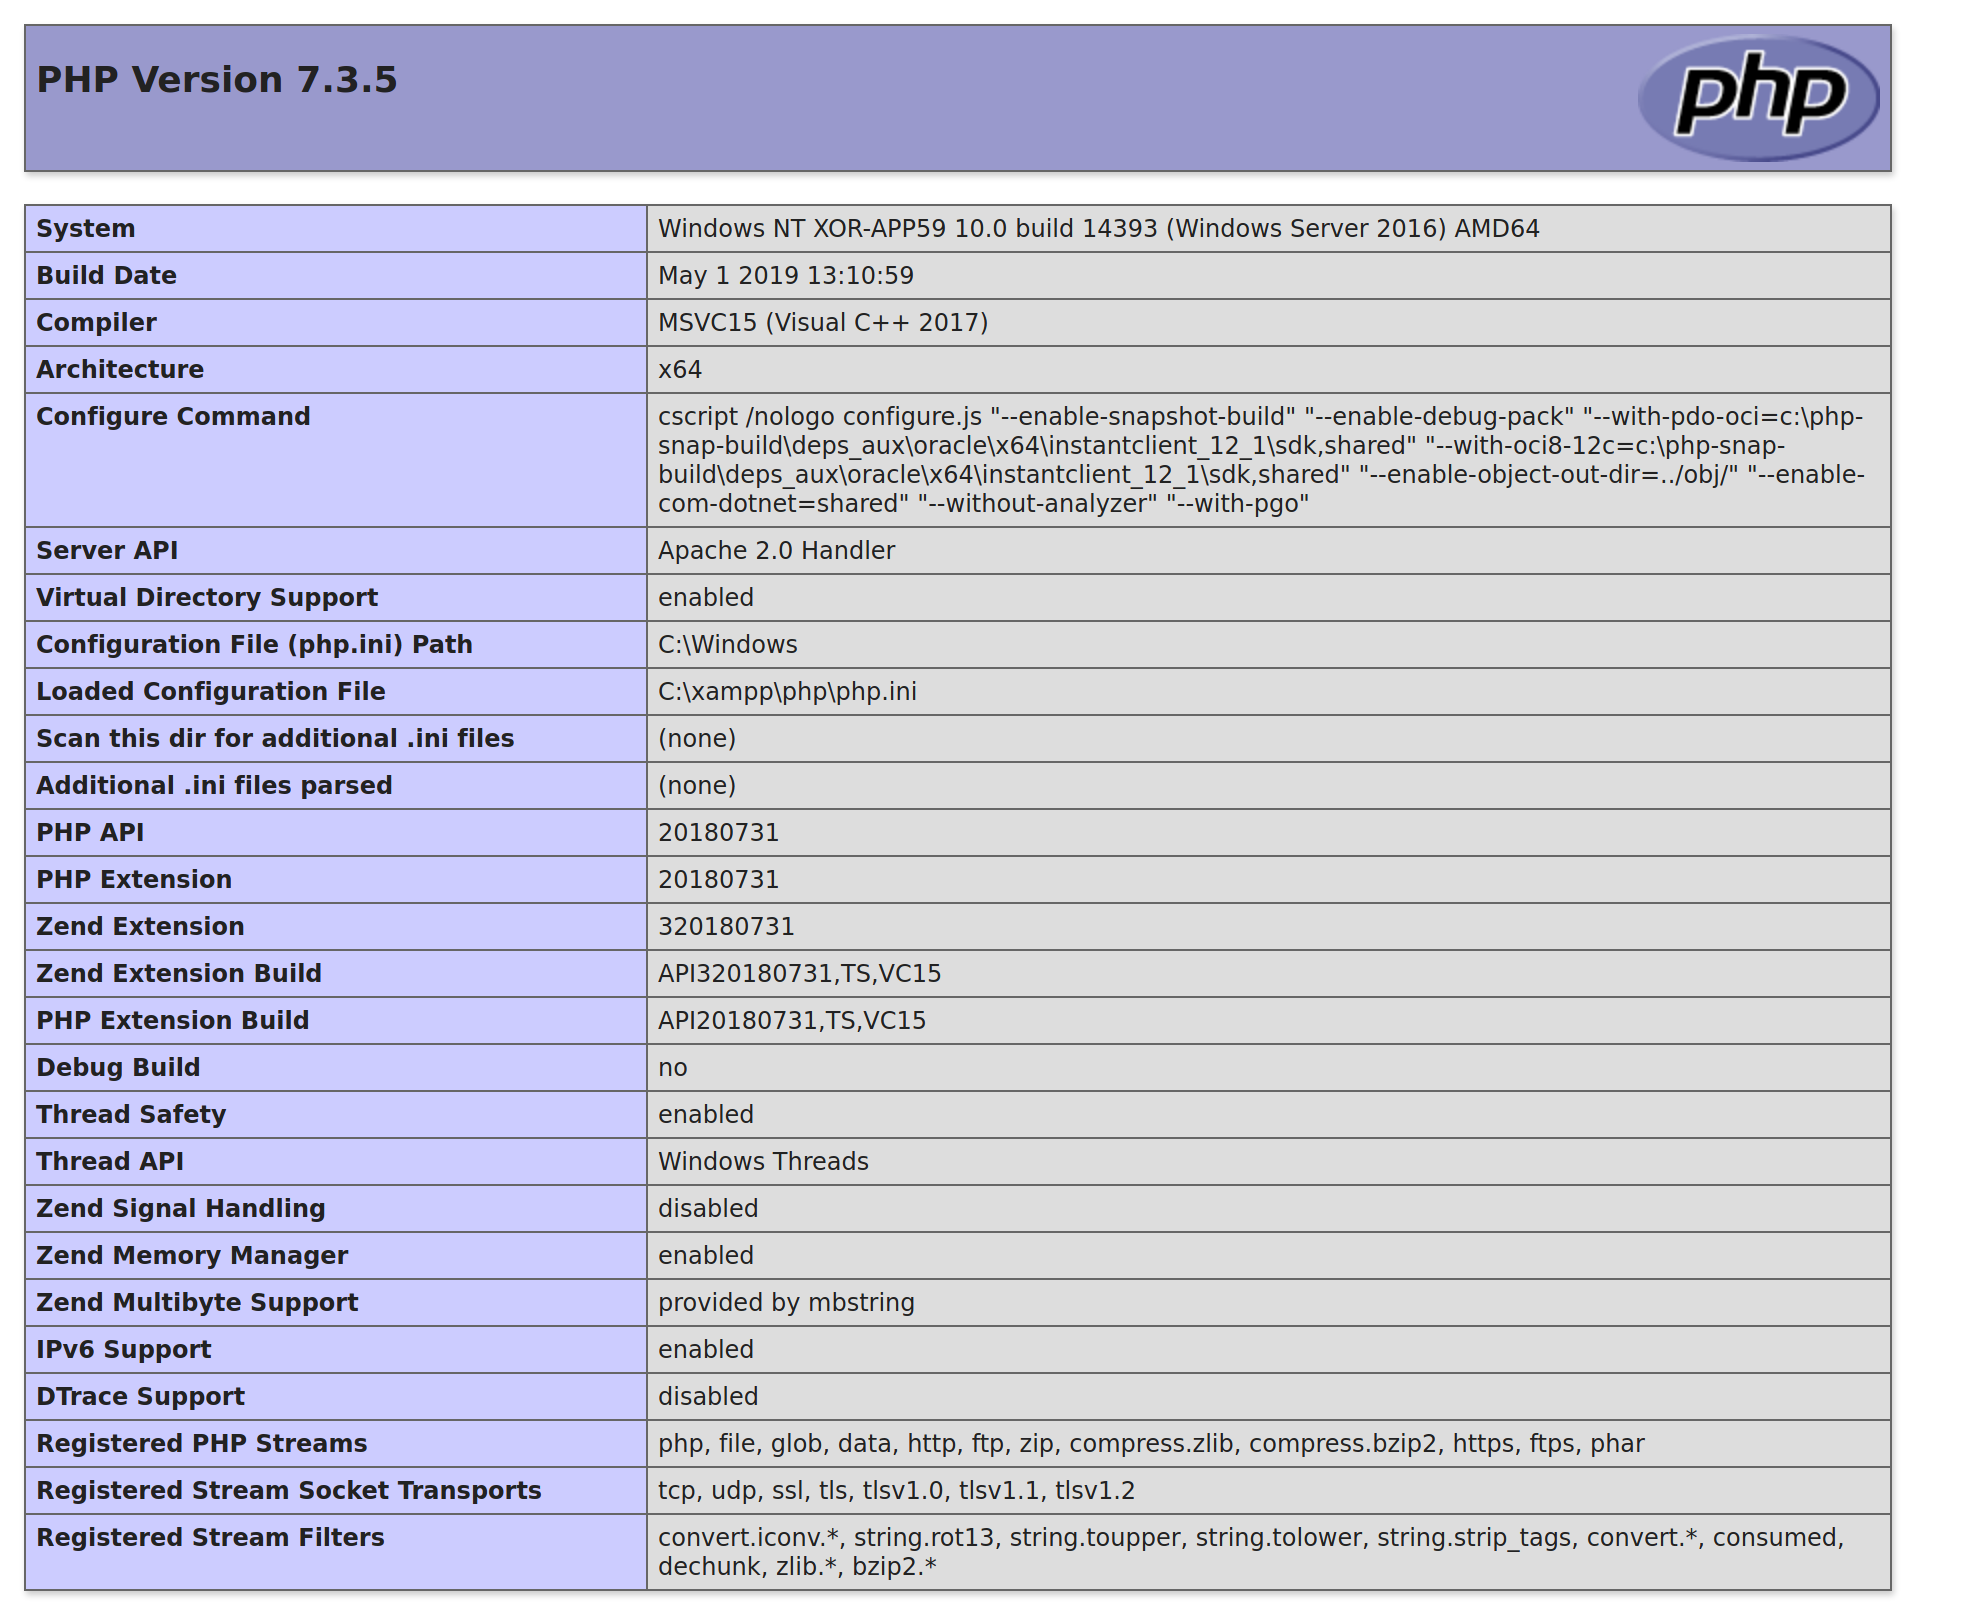 PHP Version 7.3.5
php
System Windows NT XOR-APP59 10.0 build 14393 (Windows Server 2016) AMD64
Build Date May 1 2019 13:10:59
Compiler MSVC15 (Visual C++ 2017)
Architecture x64
Configure Command cscript /nologo configure.js "--enable-snapshot-build" "--enable-debug-pack" "--with-pdo-oci=c:\php-
snap-build\deps_aux\oracle\x64\instantclient_12_1\sdk,shared" "--with-oci8-12c=c:\php-snap-
build\deps_aux\oracle\x64\instantclient_12_1\sdk,shared" "--enable-object-out-dir=../obj/" "--enable-
com-dotnet=shared" "--without-analyzer" "--with-pgo"
Server API Apache 2.0 Handler
Virtual Directory Support enabled
Configuration File (php.ini) Path C:\Windows
Loaded Configuration File C:\xampp\php\php.ini
Scan this dir for additional .ini files (none)
Additional .ini files parsed (none)
PHP API 20180731
PHP Extension 20180731
Zend Extension 320180731
Zend Extension Build API320180731,TS,VC15
PHP Extension Build API20180731,TS,VC15
Debug Build no
Thread Safety enabled
Thread API Windows Threads
Zend Signal Handling disabled
Zend Memory Manager enabled
Zend Multibyte Support provided by mbstring
IPv6 Support enabled
DTrace Support disabled
Registered PHP Streams php, file, glob, data, http, ftp, zip, compress.zlib, compress.bzip2, https, ftps, phar
Registered Stream Socket Transports tcp, udp, ssl, tls, tlsv1.0, tlsv1.1, tlsv1.2
Registered Stream Filters convert.iconv.*, string.rot13, string.toupper, string.tolower, string.strip_tags, convert.*, consumed,
dechunk, zlib.*, bzip2.*